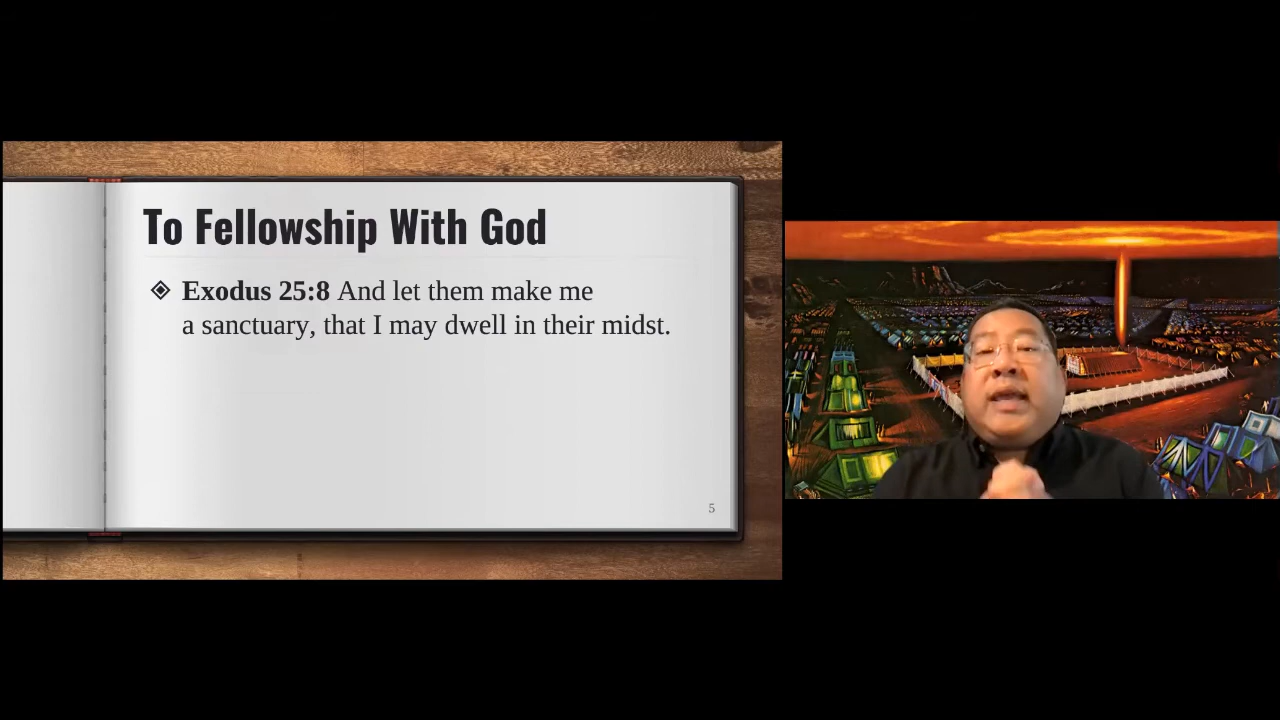 To Fellowship With God
Exodus 25:8 And let them make me
a sanctuary, that I may dwell in their midst.
5